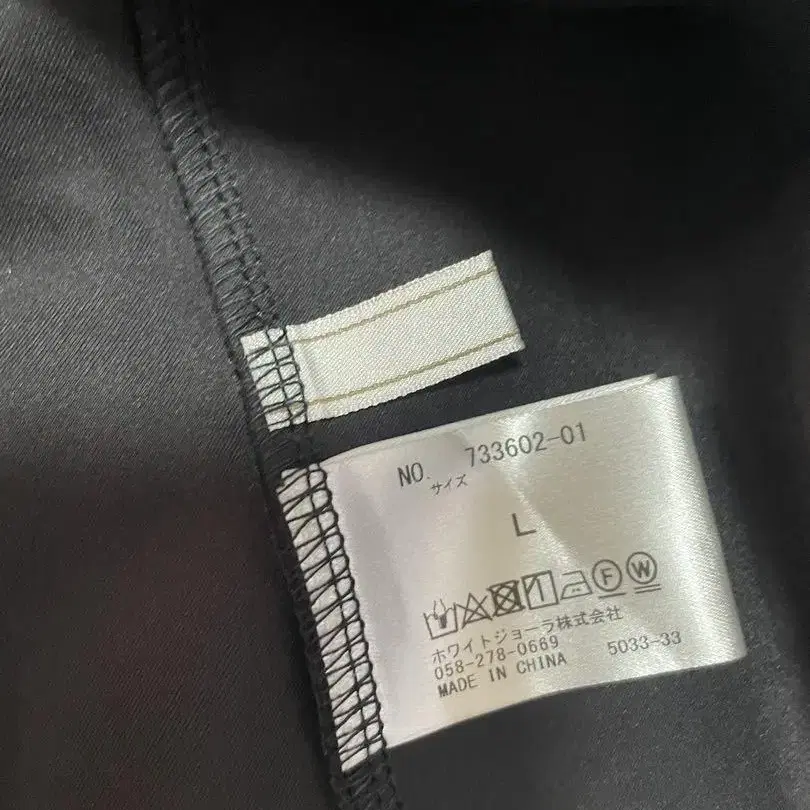 NO. 733602-01
サイズ
L
F W
ホワイトジョーラ株式会社
058-278-0669
MADE IN CHINA 5033-33